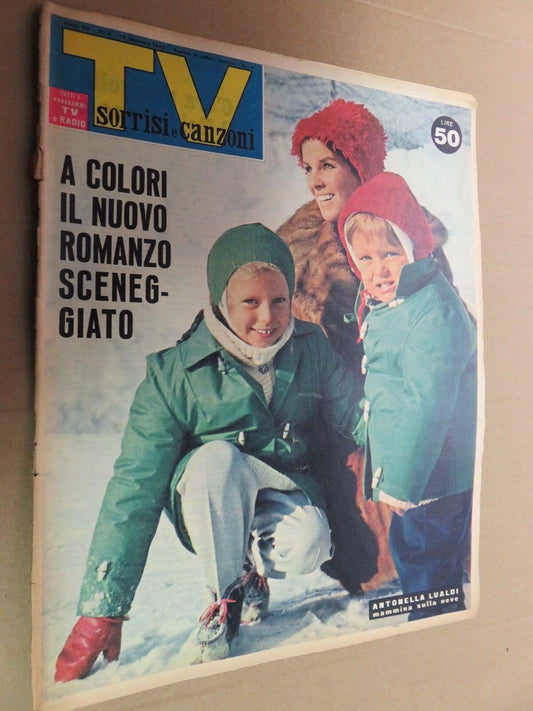 TV
sorrisi e canzoni
TUTTI I
PROGRAMMI
TV
e RADIO
LIRE
50
A COLORI
IL NUOVO
ROMANZO
SCENEG-
GIATO
ANTONELLA LUALDI
mammina sulla neve